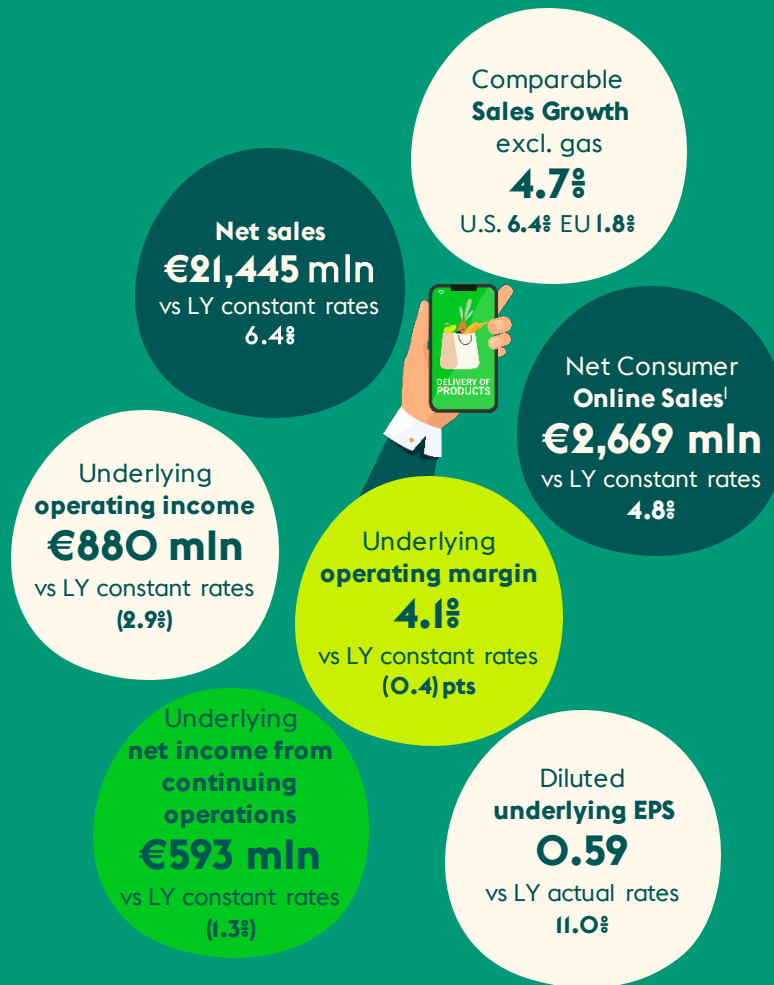 Comparable
Sales Growth
excl. gas
4.7%
U.S. 6.4% EU 1.8%
Net sales
€21,445 mln
vs LY constant rates
6.4%
DELIVERY OF
PRODUCTS
Net Consumer
Online Sales¹
€2,669 mln
vs LY constant rates
4.8%
Underlying
operating income
€880 mln
vs LY constant rates
(2.9%)
Underlying
operating margin
4.1%
vs LY constant rates
(0.4) pts
Underlying
net income from
continuing
operations
€593 mln
vs LY constant rates
(1.3%)
Diluted
underlying EPS
0.59
vs LY actual rates
11.0%